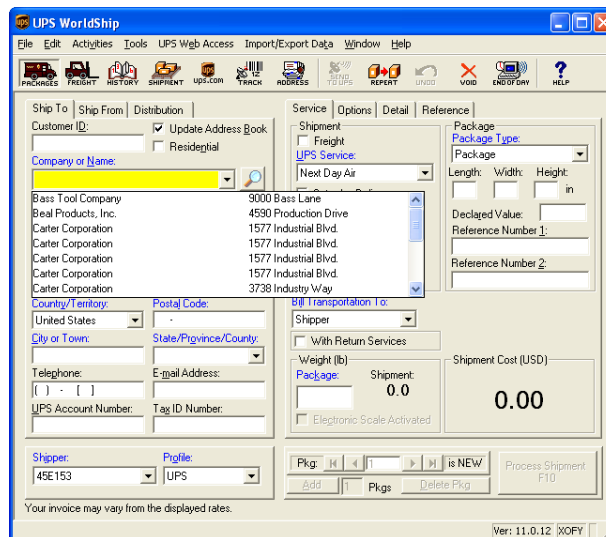 UPS WorldShip
File Edit Activities Tools UPS Web Access Import/Export Data Window Help
PACKAGES FREIGHT HISTORY SHIPMENT ups.com TRACK ADDRESS SEND TO UPS REPEAT UNDO VOID END OF DAY HELP
Ship To Ship From Distribution
Customer ID:
Update Address Book
Residential
Company or Name:
Bass Tool Company 9000 Bass Lane
Beal Products, Inc. 4590 Production Drive
Carter Corporation 1577 Industrial Blvd.
Carter Corporation 1577 Industrial Blvd.
Carter Corporation 1577 Industrial Blvd.
Carter Corporation 1577 Industrial Blvd.
Carter Corporation 3738 Industry Way
Country/Territory: Postal Code:
United States -
City or Town: State/Province/County:
Telephone: E-mail Address:
( ) - [ ]
UPS Account Number: Tax ID Number:
Shipper: Profile:
45E153 UPS
Your invoice may vary from the displayed rates.
Service Options Detail Reference
Shipment
Freight
UPS Service:
Next Day Air
Package
Package Type:
Package
Length: Width: Height:
in
Declared Value:
Reference Number 1:
Reference Number 2:
Bill Transportation To:
Shipper
With Return Services
Weight (lb)
Package: Shipment:
0.0
Electronic Scale Activated
Shipment Cost (USD)
0.00
Pkg: 1 is NEW
Add 1 Pkgs Delete Pkg
Process Shipment
F10
Ver: 11.0.12 XOFY